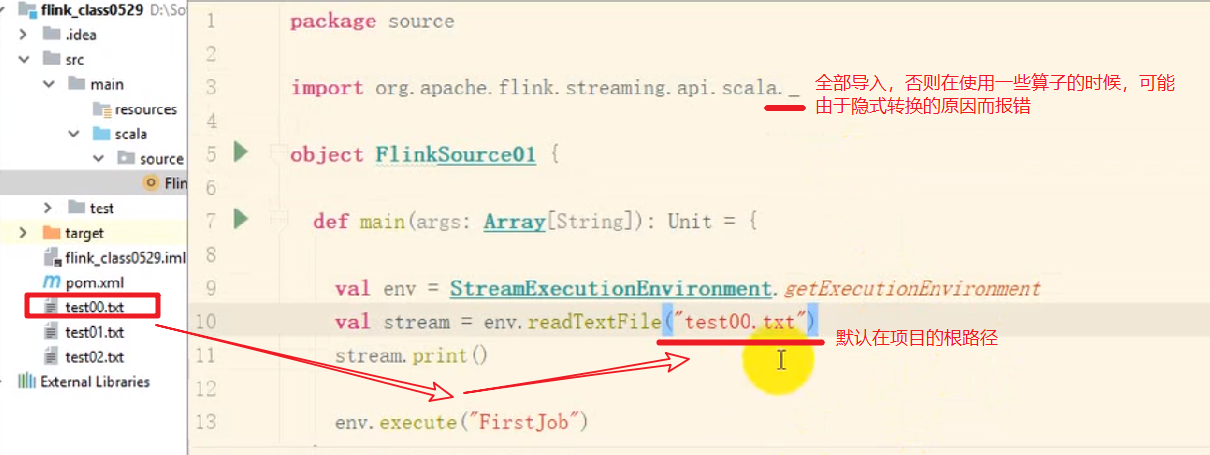 flink_class0529 D:\So
.idea
src
main
resources
scala
source
Flin
test
target
flink_class0529.iml
pom.xml
test00.txt
test01.txt
test02.txt
External Libraries
1 package source
2
3 import org.apache.flink.streaming.api.scala._
全部导入，否则在使用一些算子的时候，可能
由于隐式转换的原因而报错
4
5 object FlinkSource01 {
6
7 def main(args: Array[String]): Unit = {
8
9 val env = StreamExecutionEnvironment.getExecutionEnvironment
10 val stream = env.readTextFile("test00.txt")
默认在项目的根路径
11 stream.print()
12
13 env.execute("FirstJob")